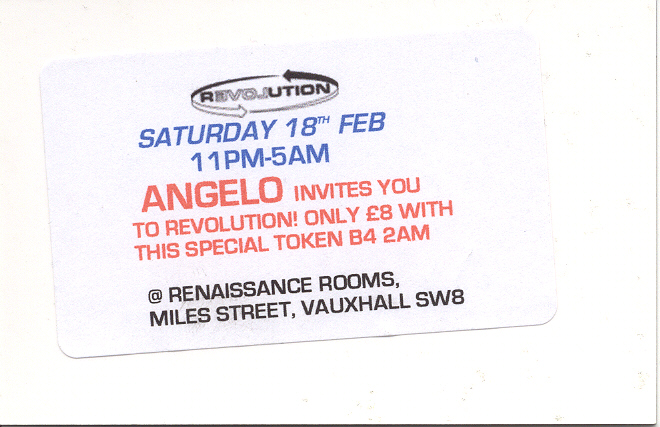 REVOLUTION
SATURDAY 18TH FEB
11PM-5AM
ANGELO INVITES YOU
TO REVOLUTION! ONLY £8 WITH
THIS SPECIAL TOKEN B4 2AM
@ RENAISSANCE ROOMS,
MILES STREET, VAUXHALL SW8